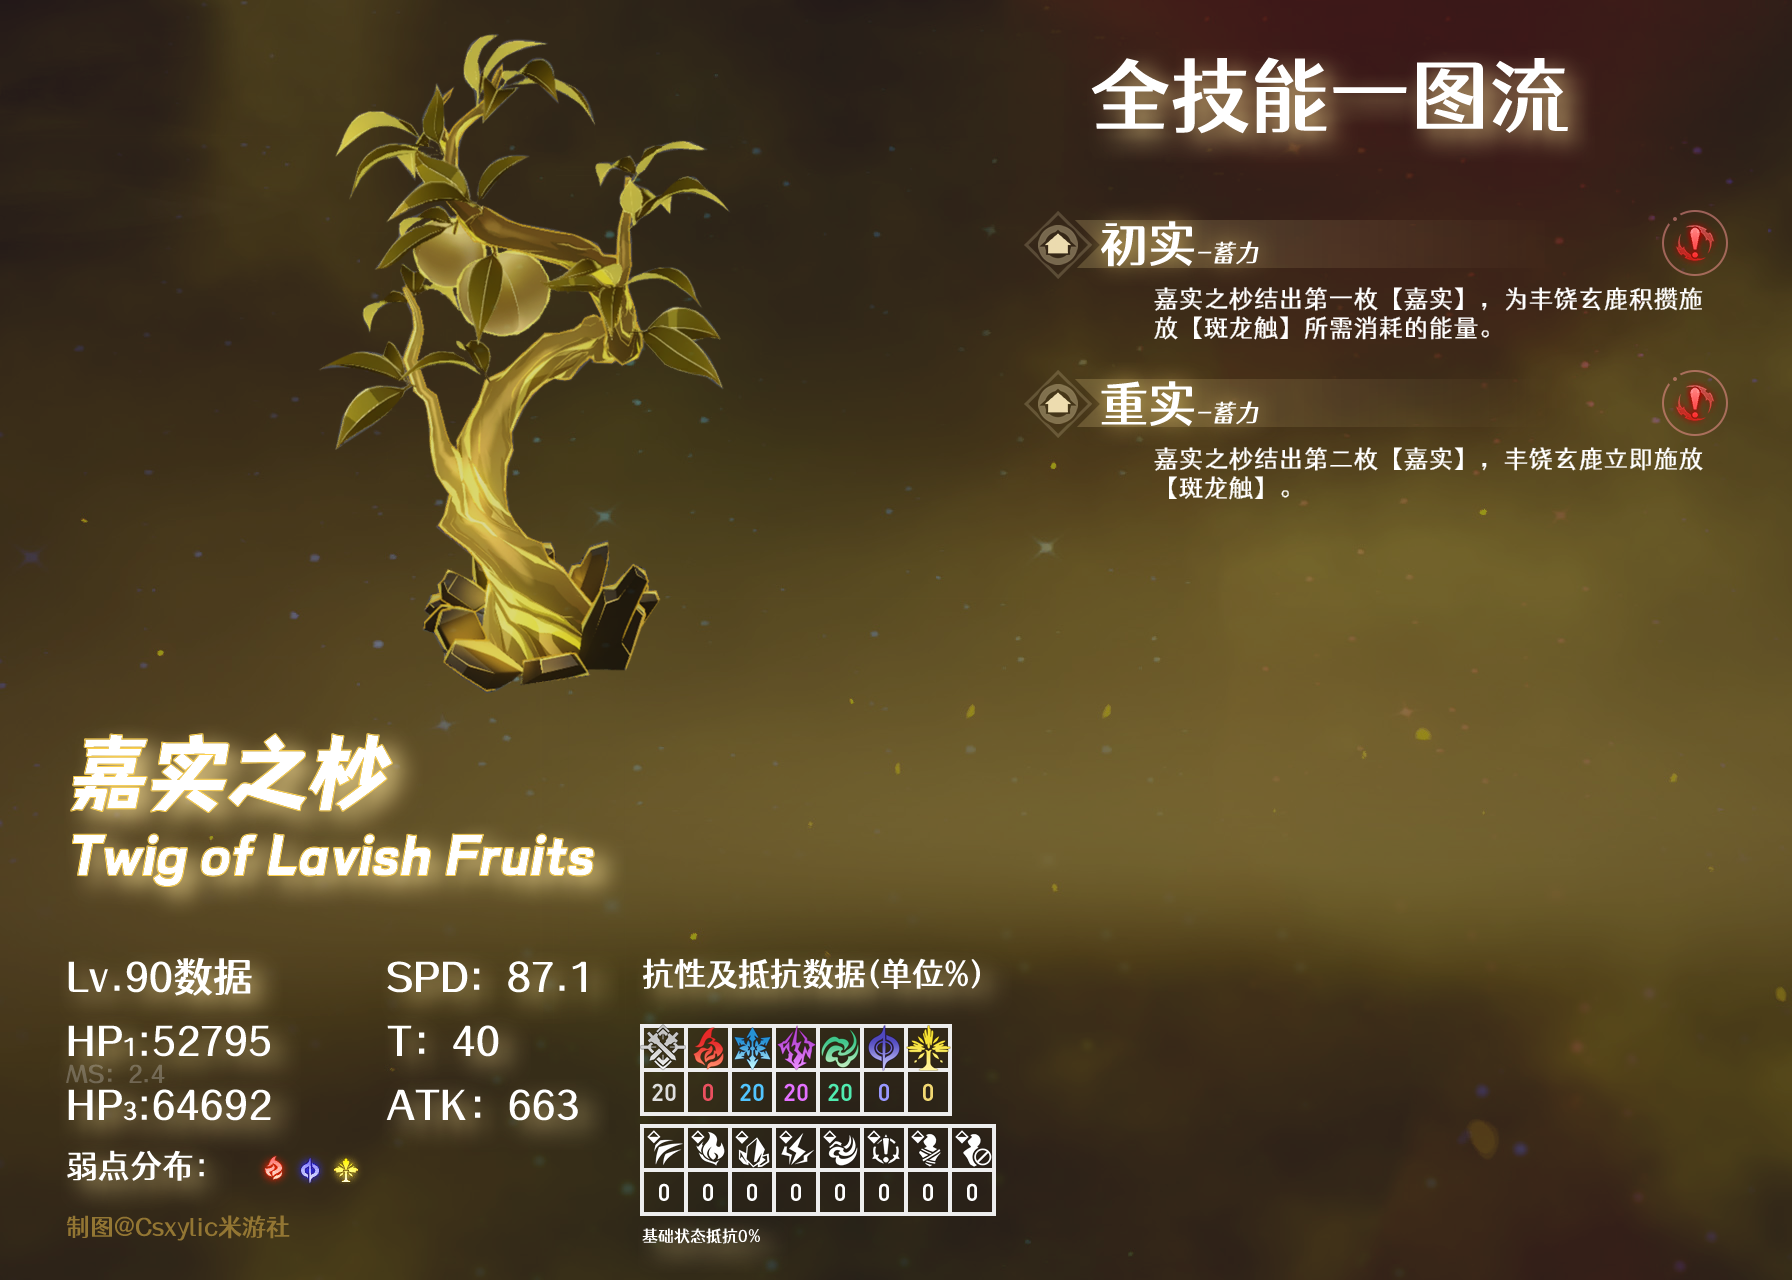 全技能一图流
初实-蓄力
嘉实之杪结出第一枚【嘉实】，为丰饶玄鹿积攒施
放【斑龙触】所需消耗的能量。
重实-蓄力
嘉实之杪结出第二枚【嘉实】，丰饶玄鹿立即施放
【斑龙触】。
嘉实之杪
Twig of Lavish Fruits
Lv.90数据
SPD: 87.1
HP1:52795
T: 40
MS: 2.4
HP3:64692
ATK: 663
弱点分布:
制图@Csxylic米游社
抗性及抵抗数据(单位%)
20 0 20 20 20 0 0
0 0 0 0 0 0 0 0
基础状态抵抗0%